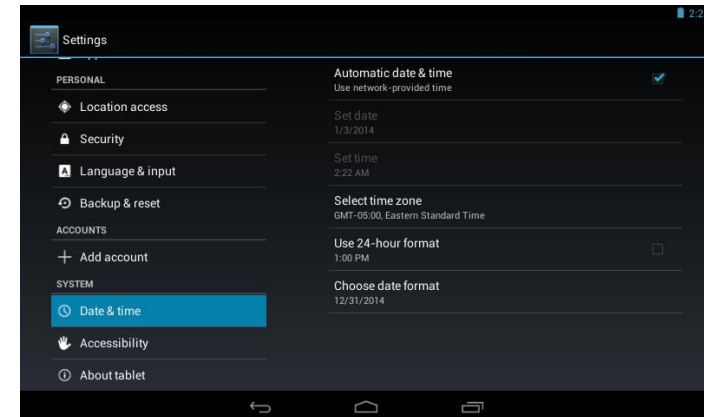 2:2
Settings
PERSONAL
Location access
Security
Language & input
Backup & reset
ACCOUNTS
Add account
SYSTEM
Date & time
Accessibility
About tablet
Automatic date & time
Use network-provided time
Set date
1/3/2014
Set time
2:22 AM
Select time zone
GMT-05:00, Eastern Standard Time
Use 24-hour format
1:00 PM
Choose date format
12/31/2014